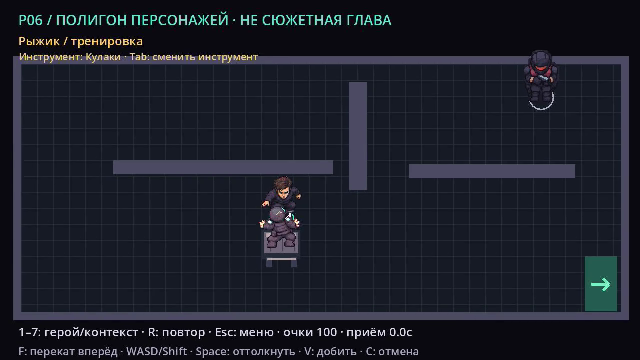 P06 / ПОЛИГОН ПЕРСОНАЖЕЙ · НЕ СЮЖЕТНАЯ ГЛАВА
Рыжик / тренировка
Инструмент: Кулаки · Tab: сменить инструмент
→
1–7: герой/контекст · R: повтор · Esc: меню · очки 100 · приём 0.0с
F: перекат вперёд · WASD/Shift · Space: оттолкнуть · V: добить · C: отмена